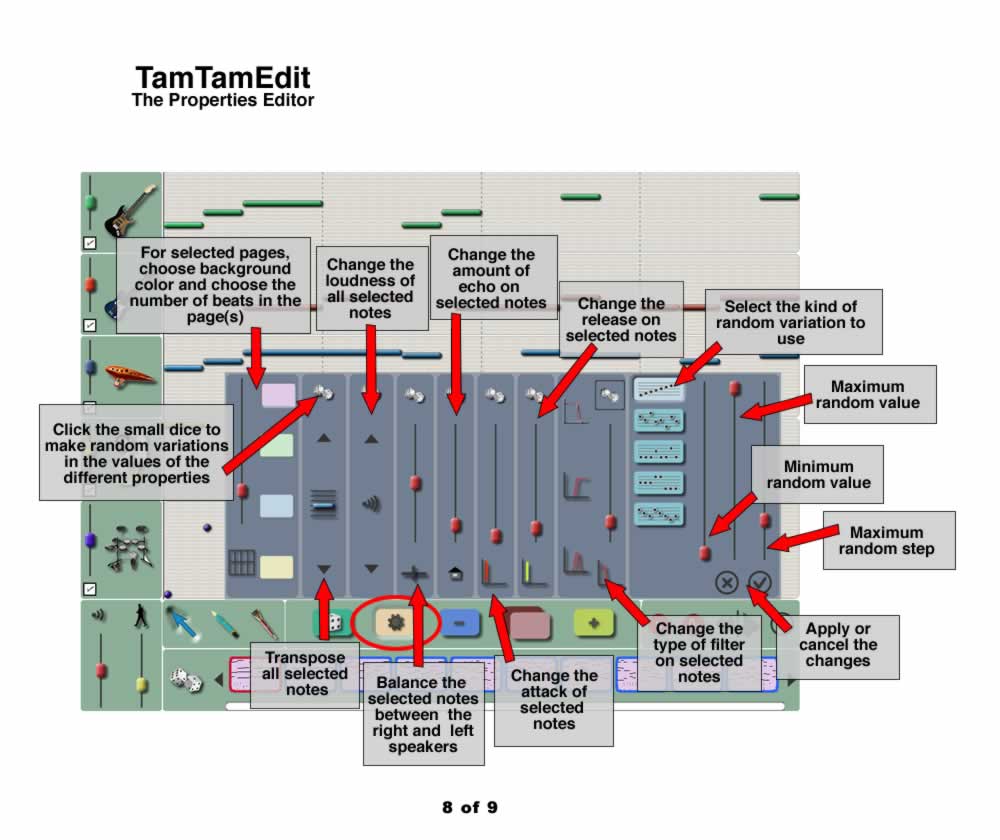 TamTamEdit
The Properties Editor
For selected pages,
choose background
color and choose the
number of beats in the
page(s)
Change the
loudness of
all selected
notes
Change the
amount of
echo on
selected notes
Change the
release on
selected notes
Select the kind of
random variation to
use
Maximum
random value
Click the small dice to
make random variations
in the values of the
different properties
Minimum
random value
Maximum
random step
Transpose
all selected
notes
Balance the
selected notes
between the
right and left
speakers
Change the
attack of
selected
notes
Change the
type of filter
on selected
notes
Apply or
cancel the
changes
8 of 9